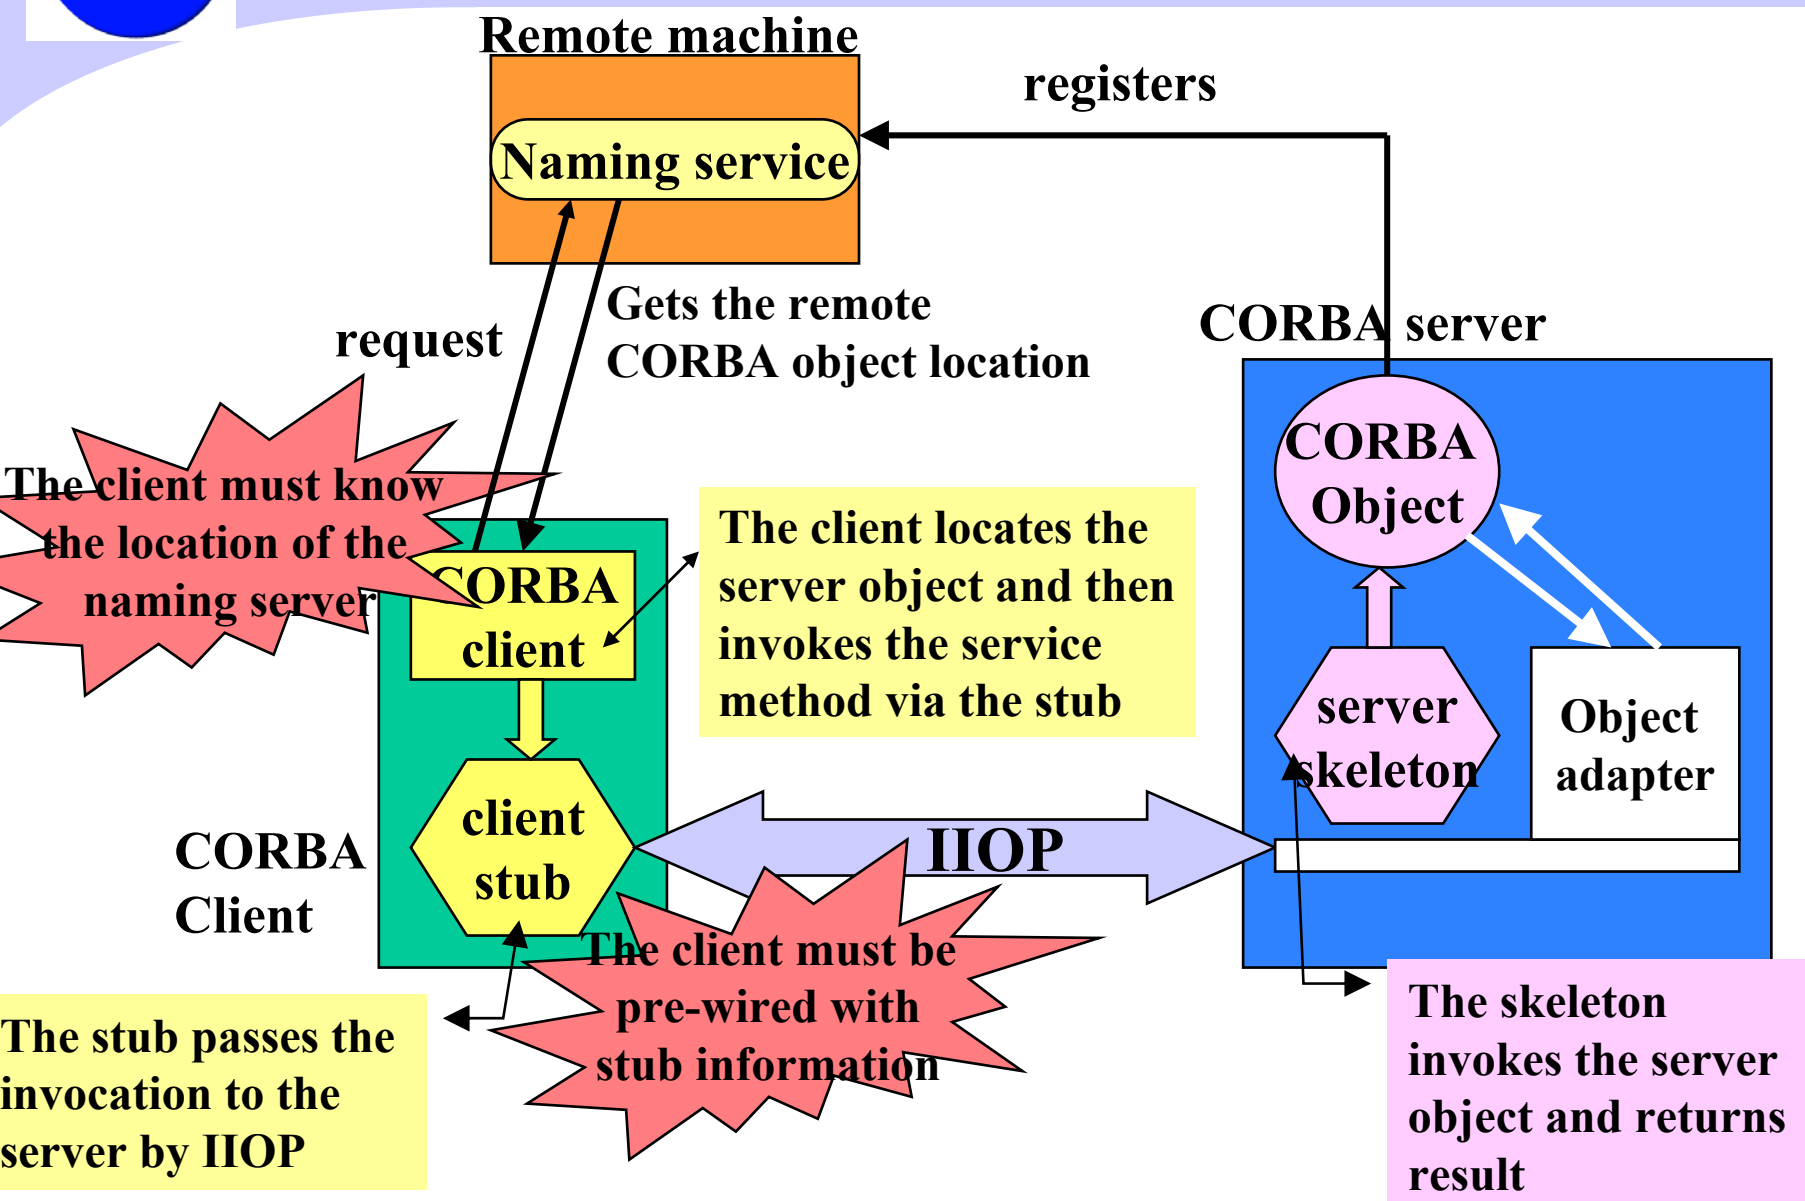 Remote machine
registers
Naming service
Gets the remote
CORBA object location
request
CORBA server
CORBA
Object
The client must know
the location of the
naming server
CORBA
client
The client locates the
server object and then
invokes the service
method via the stub
server
skeleton
Object
adapter
client
stub
IIOP
CORBA
Client
The client must be
pre-wired with
stub information
The stub passes the
invocation to the
server by IIOP
The skeleton
invokes the server
object and returns
result